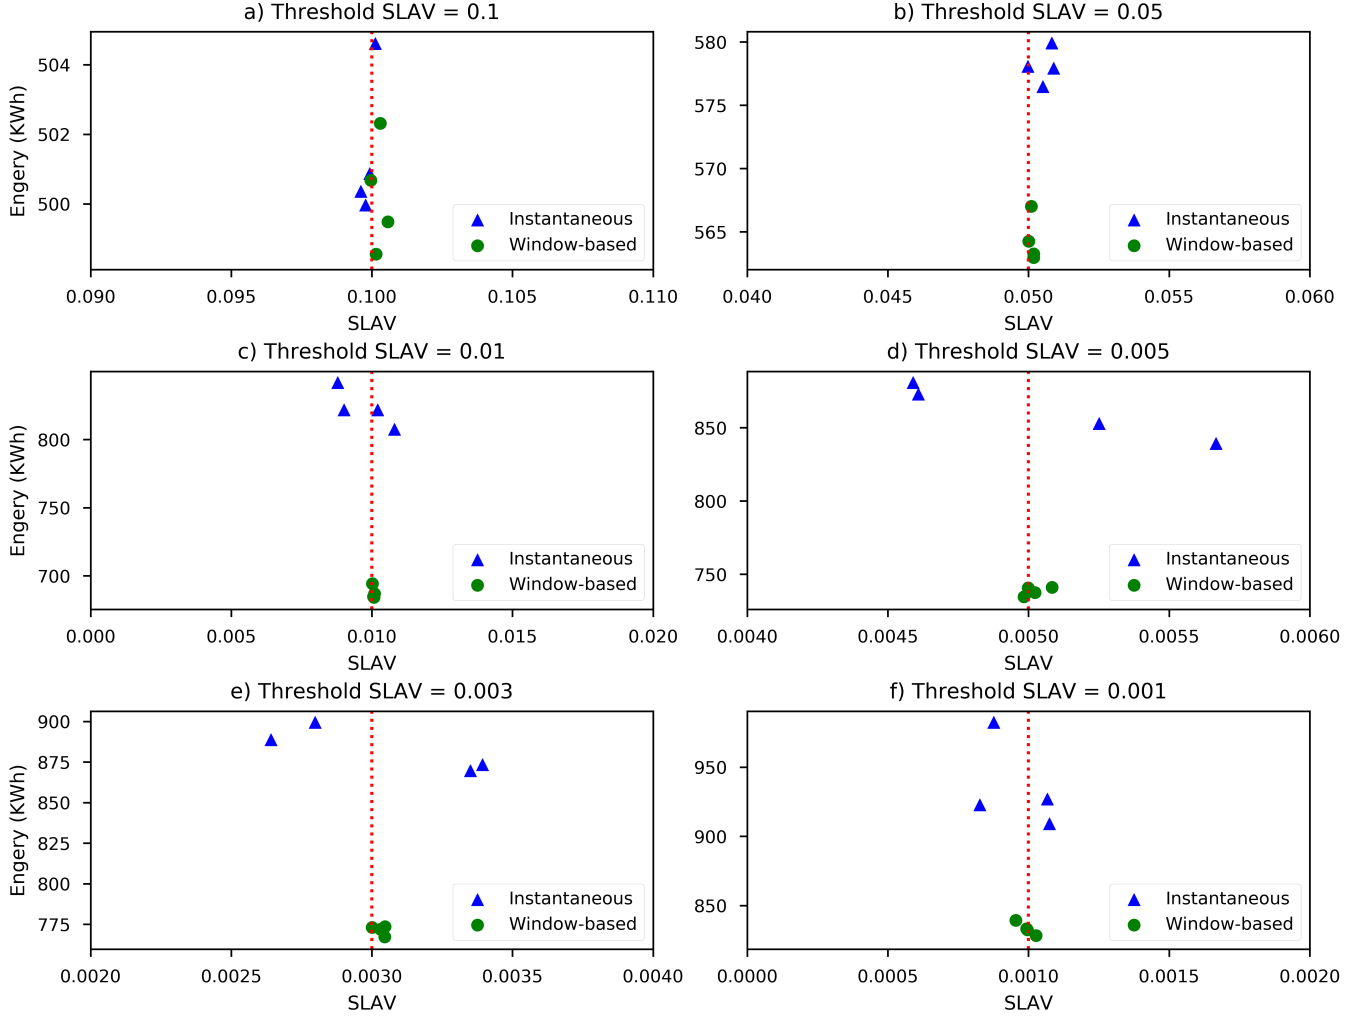 a) Threshold SLAV = 0.1
504
502
500
Engery (KWh)
Instantaneous
Window-based
0.090 0.095 0.100 0.105 0.110
SLAV
b) Threshold SLAV = 0.05
580
575
570
565
Instantaneous
Window-based
0.040 0.045 0.050 0.055 0.060
SLAV
c) Threshold SLAV = 0.01
800
750
700
Engery (KWh)
Instantaneous
Window-based
0.000 0.005 0.010 0.015 0.020
SLAV
d) Threshold SLAV = 0.005
850
800
750
Instantaneous
Window-based
0.0040 0.0045 0.0050 0.0055 0.0060
SLAV
e) Threshold SLAV = 0.003
900
875
850
825
800
775
Engery (KWh)
Instantaneous
Window-based
0.0020 0.0025 0.0030 0.0035 0.0040
SLAV
f) Threshold SLAV = 0.001
950
900
850
Instantaneous
Window-based
0.0000 0.0005 0.0010 0.0015 0.0020
SLAV